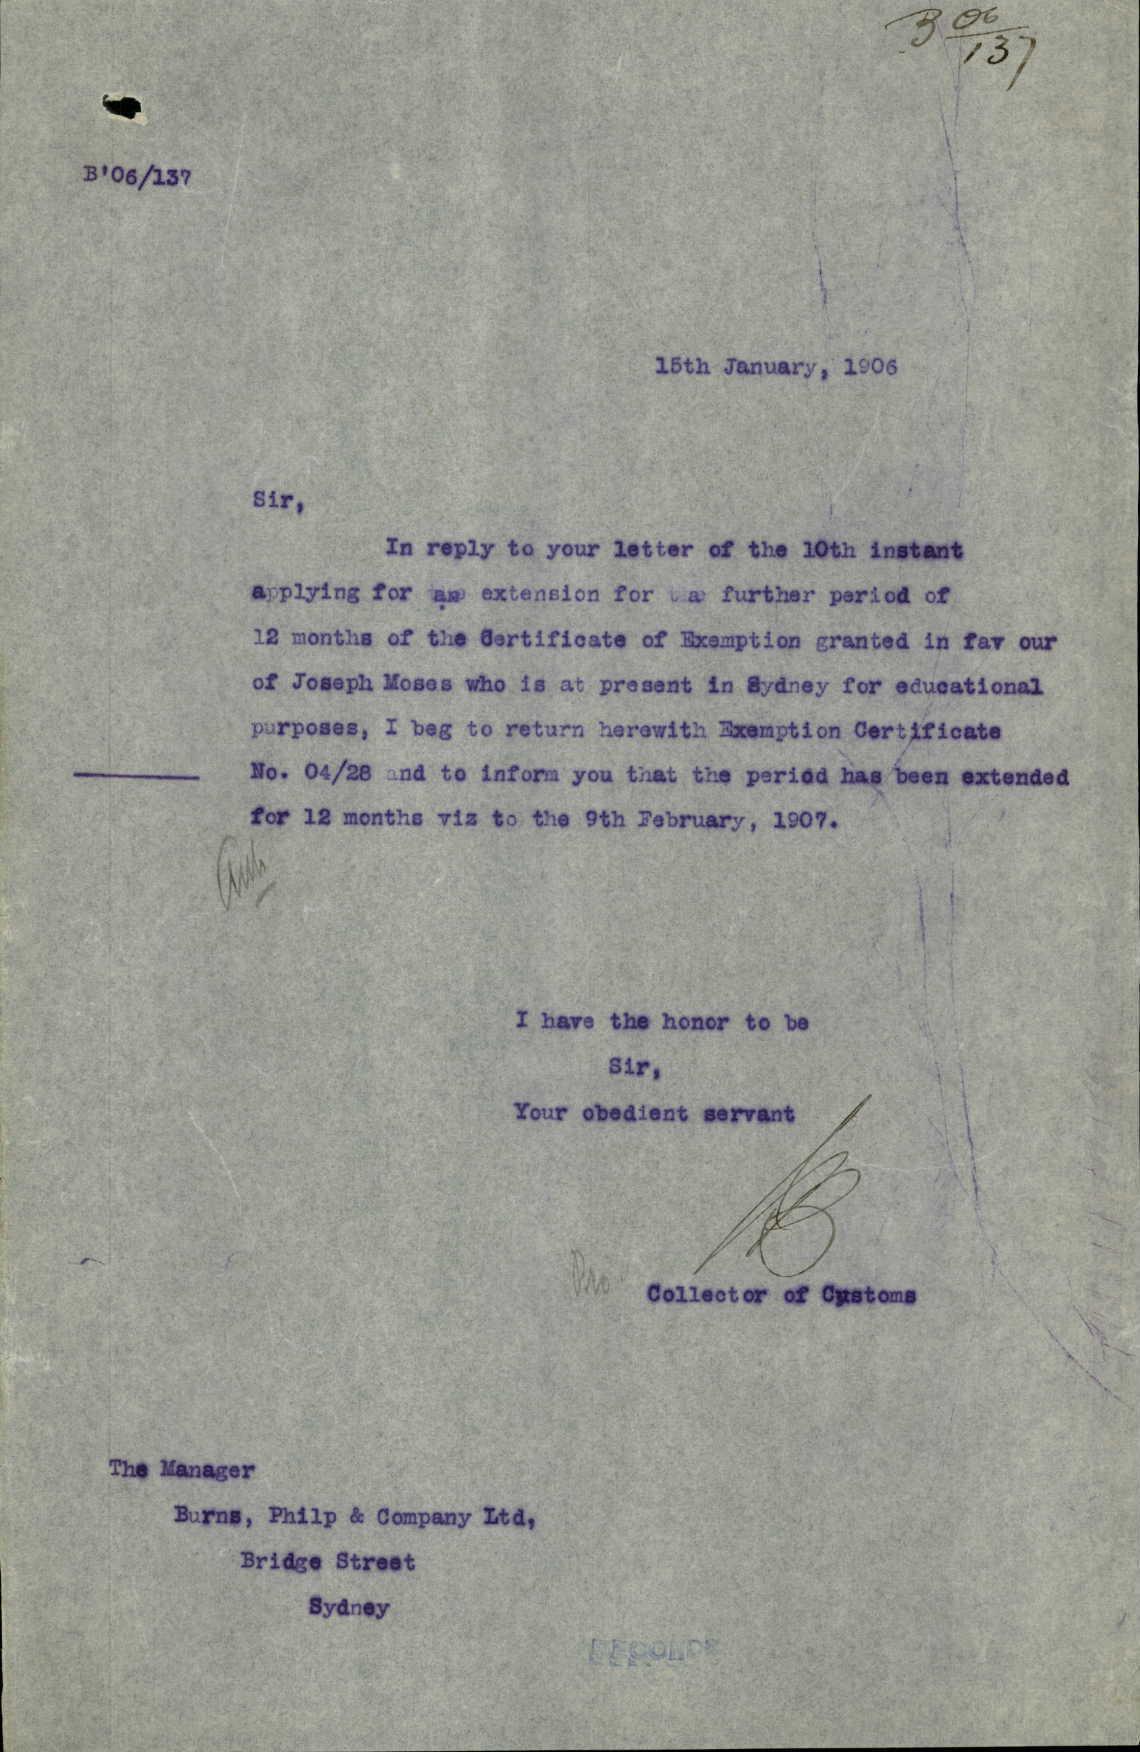 B 06/137
B'06/137
15th January, 1906
Sir,
In reply to your letter of the 10th instant
applying for an extension for a further period of
12 months of the Certificate of Exemption granted in fav our
of Joseph Moses who is at present in Sydney for educational
purposes, I beg to return herewith Exemption Certificate
No. 04/28 and to inform you that the period has been extended
for 12 months viz to the 9th February, 1907.
I have the honor to be
Sir,
Your obedient servant
Collector of Customs
The Manager
Burns, Philp & Company Ltd,
Bridge Street
Sydney
RECORDS